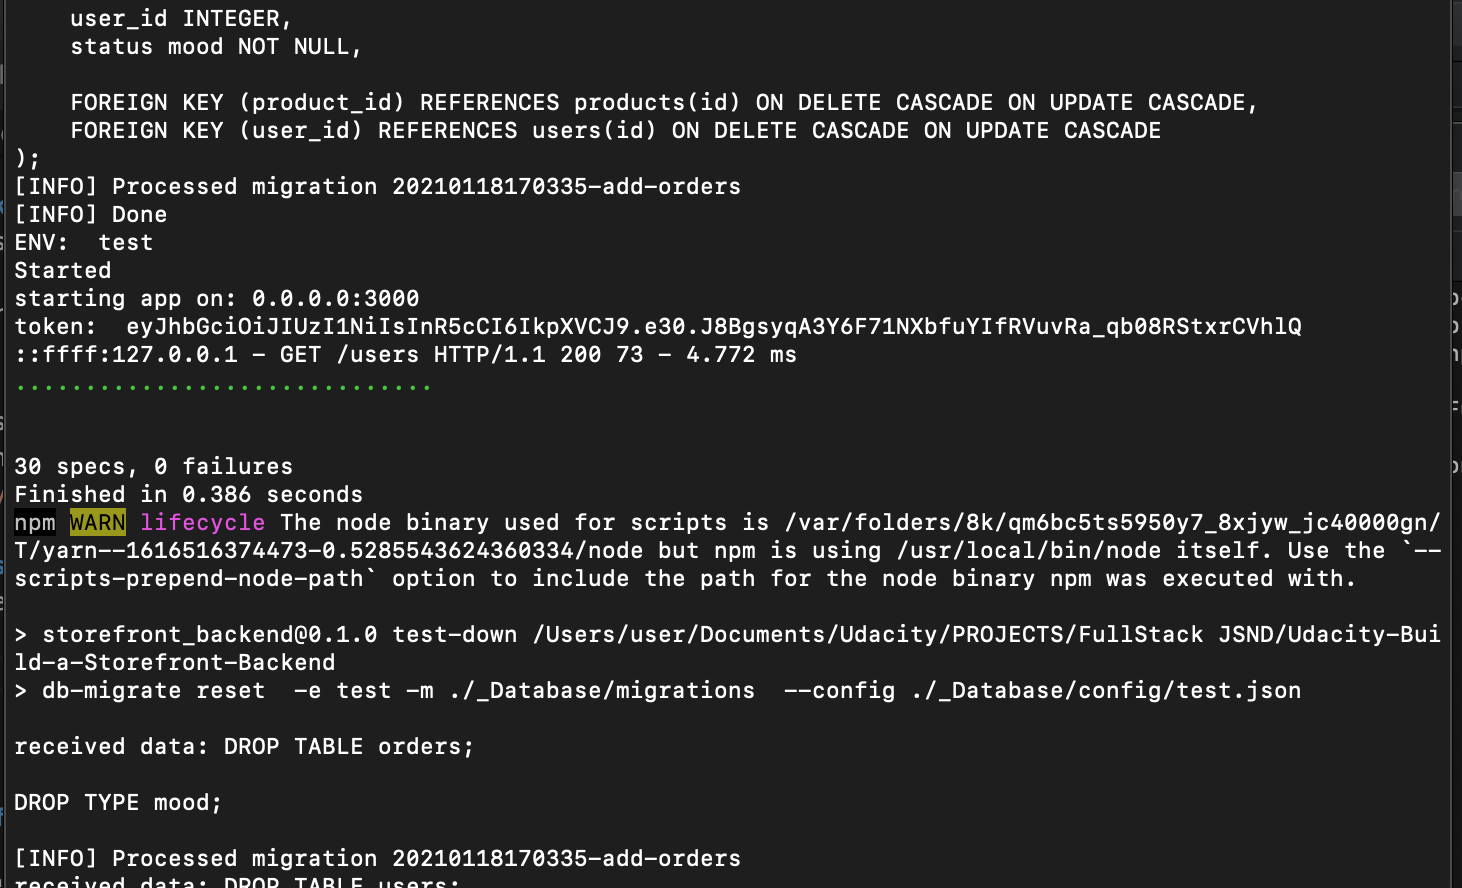 user_id INTEGER,
status mood NOT NULL,
FOREIGN KEY (product_id) REFERENCES products(id) ON DELETE CASCADE ON UPDATE CASCADE,
FOREIGN KEY (user_id) REFERENCES users(id) ON DELETE CASCADE ON UPDATE CASCADE
);
[INFO] Processed migration 20210118170335-add-orders
[INFO] Done
ENV:  test
Started
starting app on: 0.0.0.0:3000
token:  eyJhbGciOiJIUzI1NiIsInR5cCI6IkpXVCJ9.e30.J8BgsyqA3Y6F71NXbfuYIfRVuvRa_qb08RStxrCVhlQ
::ffff:127.0.0.1 - GET /users HTTP/1.1 200 73 - 4.772 ms
..............................
30 specs, 0 failures
Finished in 0.386 seconds
npm WARN lifecycle The node binary used for scripts is /var/folders/8k/qm6bc5ts5950y7_8xjyw_jc40000gn/
T/yarn--1616516374473-0.5285543624360334/node but npm is using /usr/local/bin/node itself. Use the `--
scripts-prepend-node-path` option to include the path for the node binary npm was executed with.
> storefront_backend@0.1.0 test-down /Users/user/Documents/Udacity/PROJECTS/FullStack JSND/Udacity-Bui
ld-a-Storefront-Backend
> db-migrate reset  -e test -m ./_Database/migrations  --config ./_Database/config/test.json
received data: DROP TABLE orders;
DROP TYPE mood;
[INFO] Processed migration 20210118170335-add-orders
received data: DROP TABLE users;